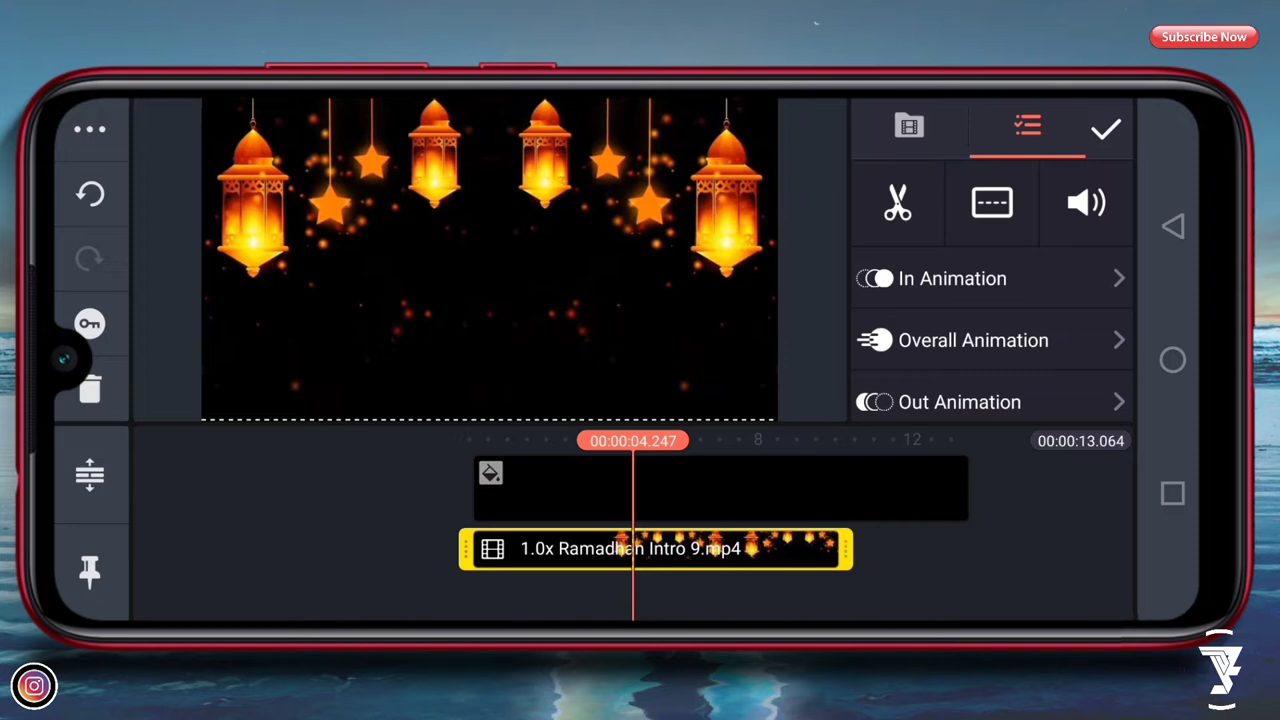 Subscribe Now
In Animation
Overall Animation
Out Animation
00:00:04.247
8
12
00:00:13.064
1.0x Ramadhan Intro 9.mp4